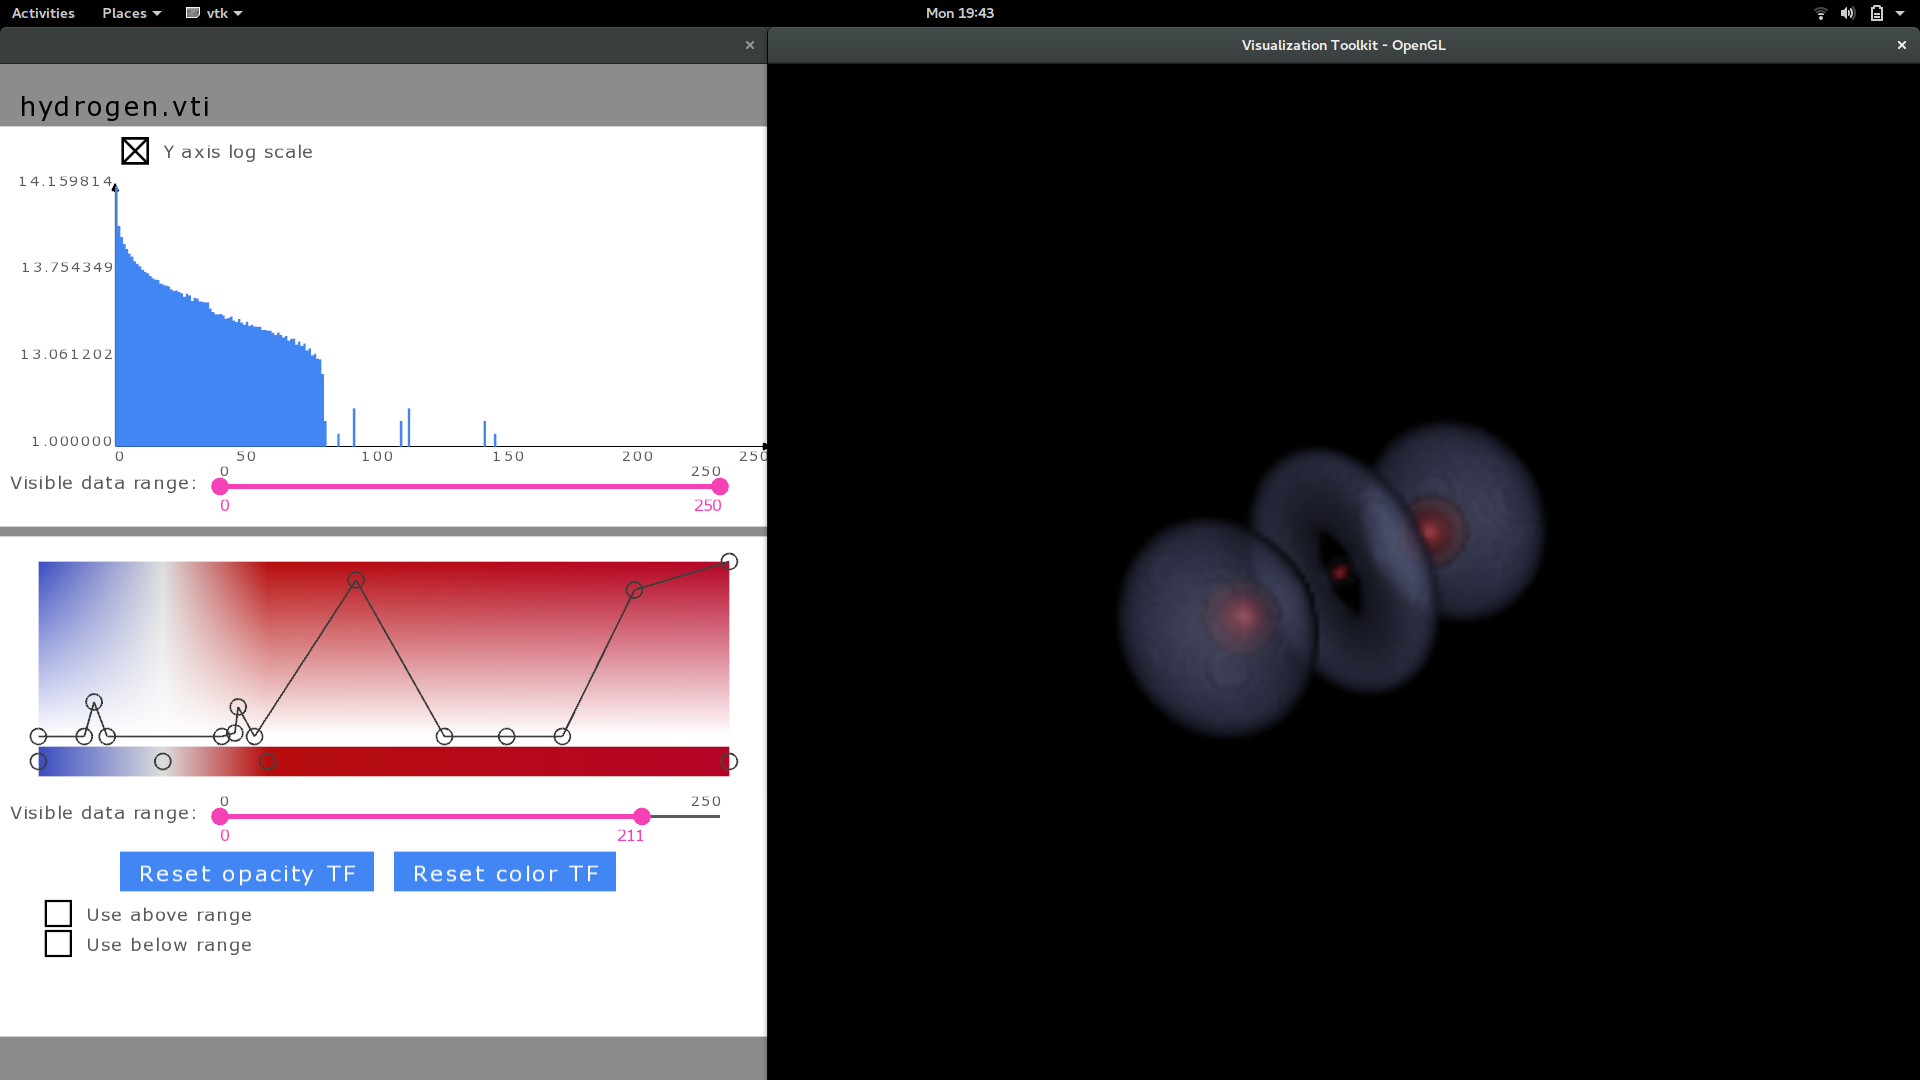 Activities Places vtk Mon 19:43
Visualization Toolkit - OpenGL
hydrogen.vti
Y axis log scale
14.159814
13.754349
13.061202
1.000000
0 50 100 150 200 250
0 250
Visible data range:
0 250
0 250
Visible data range:
0 211
Reset opacity TF Reset color TF
Use above range
Use below range